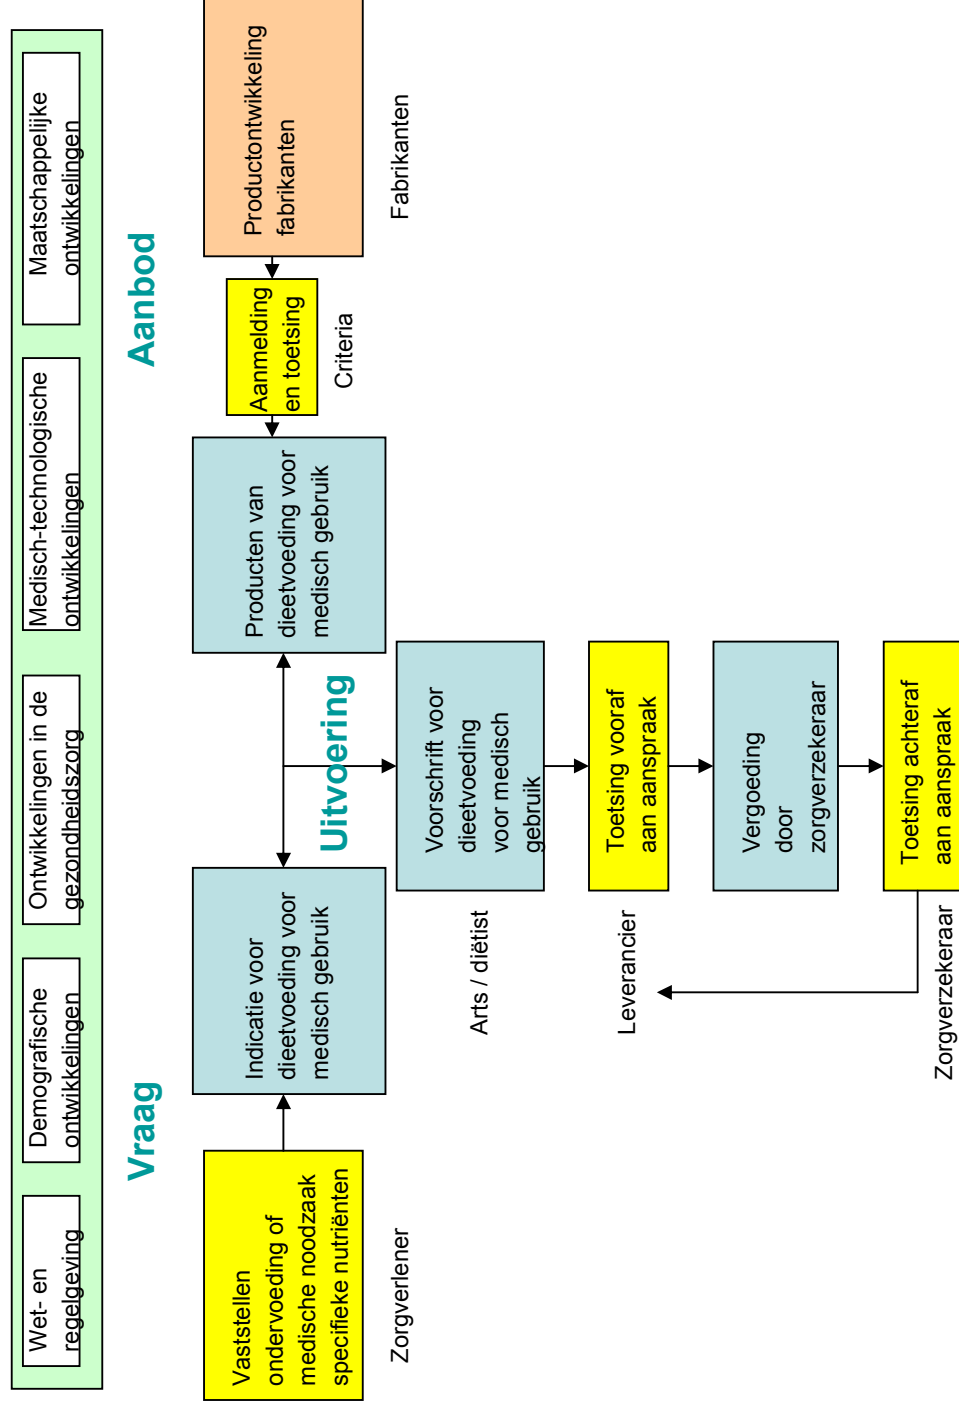 Wet- en
regelgeving
Demografische
ontwikkelingen
Ontwikkelingen in de
gezondheidszorg
Medisch-technologische
ontwikkelingen
Maatschappelijke
ontwikkelingen
Vraag
Aanbod
Vaststellen
ondervoeding of
medische noodzaak
specifieke nutriënten
Zorgverlener
Indicatie voor
dieetvoeding voor
medisch gebruik
Producten van
dieetvoeding voor
medisch gebruik
Aanmelding
en toetsing
Criteria
Productontwikkeling
fabrikanten
Fabrikanten
Uitvoering
Arts / diëtist
Voorschrift voor
dieetvoeding
voor medisch
gebruik
Leverancier
Toetsing vooraf
aan aanspraak
Vergoeding
door
zorgverzekeraar
Zorgverzekeraar
Toetsing achteraf
aan aanspraak